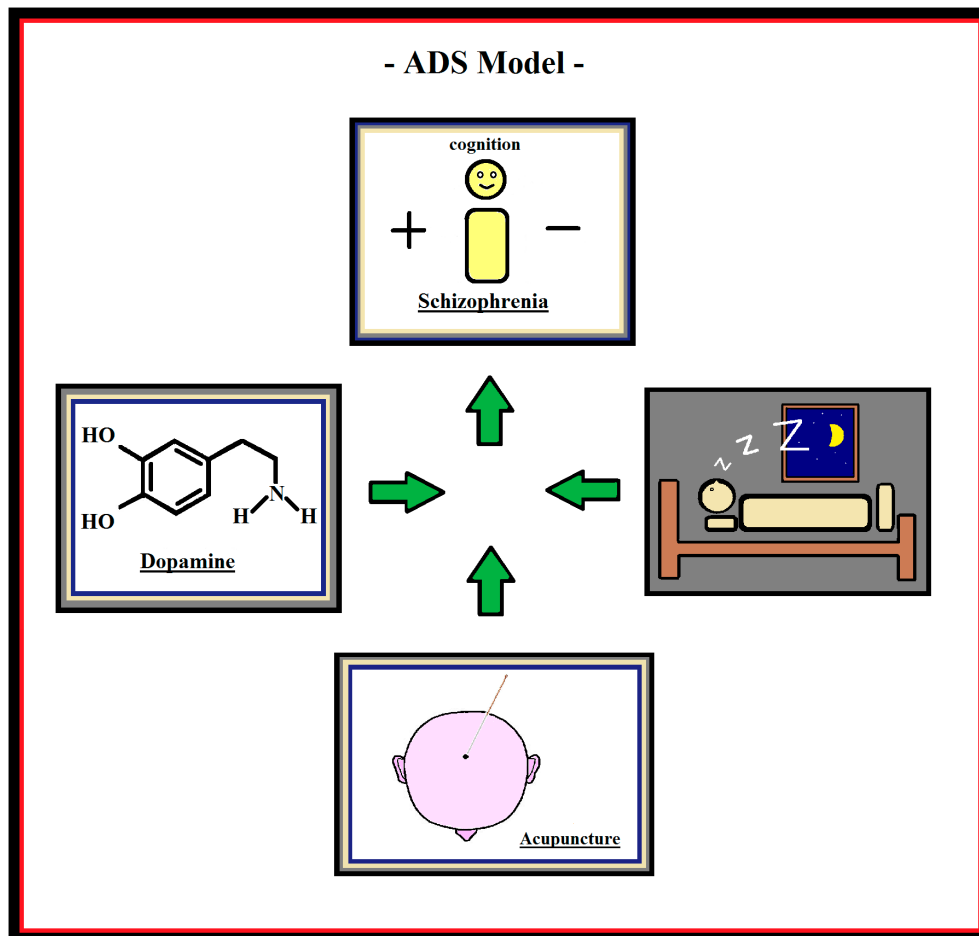 - ADS Model -
cognition
+ −
Schizophrenia
HO
HO
N
H H
Dopamine
z z Z
Acupuncture